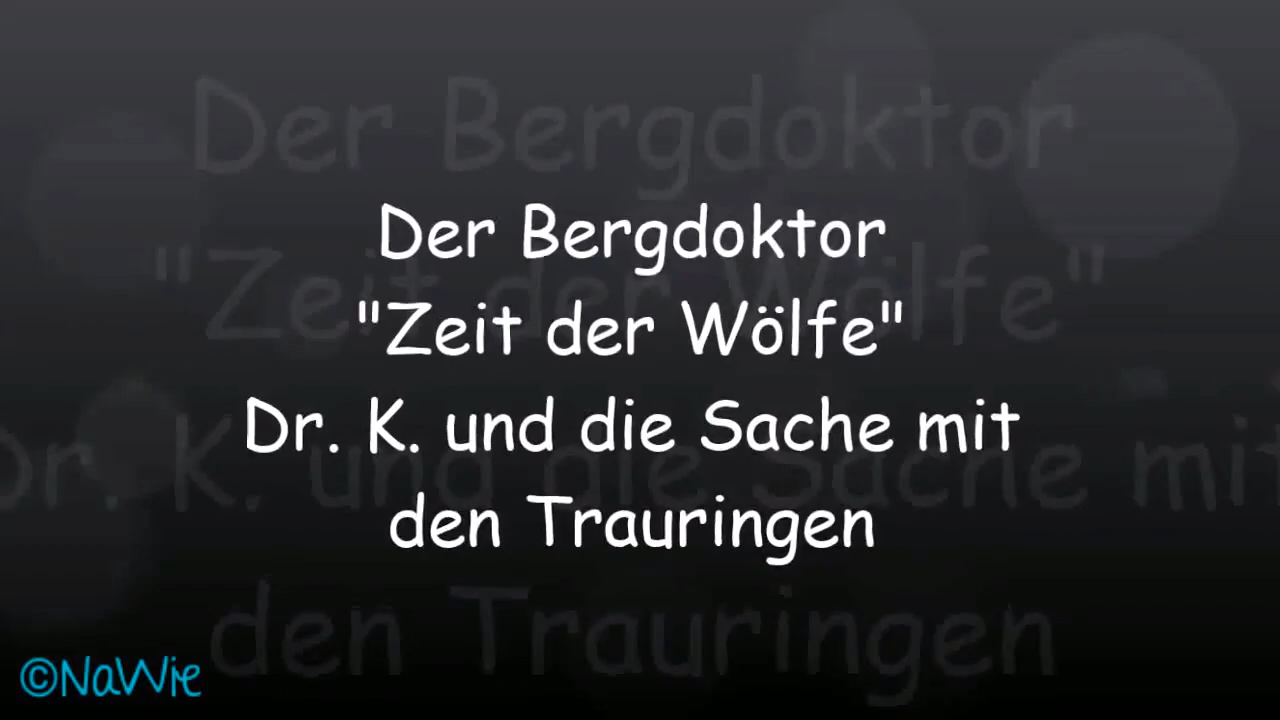 Der Bergdoktor
"Zeit der Wölfe"
Dr. K. und die Sache mit
den Trauringen
©NaWie